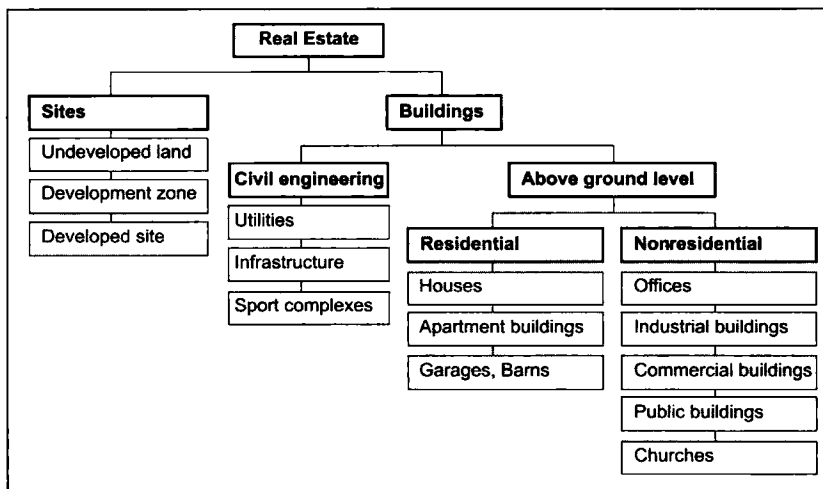 Real Estate
Sites
Buildings
Undeveloped land
Development zone
Developed site
Civil engineering
Above ground level
Utilities
Infrastructure
Sport complexes
Residential
Nonresidential
Houses
Apartment buildings
Garages, Barns
Offices
Industrial buildings
Commercial buildings
Public buildings
Churches